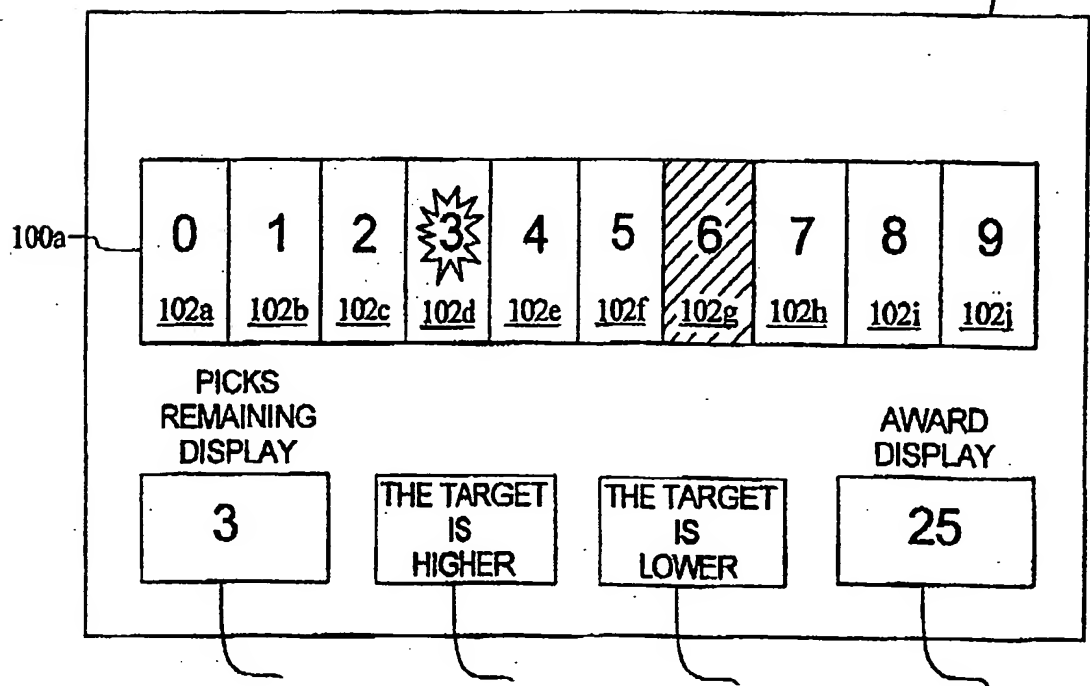 0 1 2 3 4 5 6 7 8 9
100a
102a 102b 102c 102d 102e 102f 102g 102h 102i 102j
PICKS
REMAINING
DISPLAY
3
THE TARGET
IS
HIGHER
THE TARGET
IS
LOWER
AWARD
DISPLAY
25